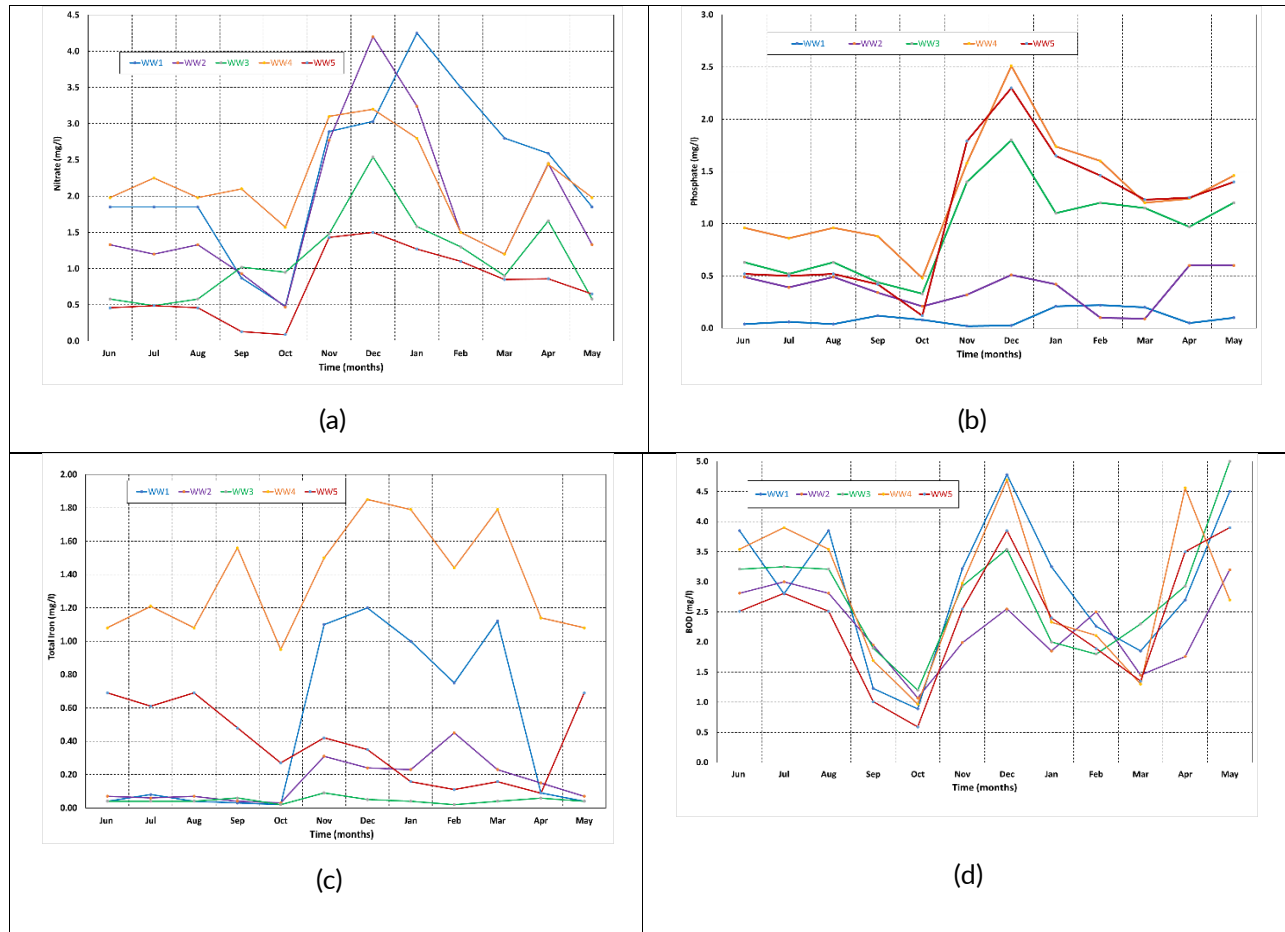 4.5
4.0
3.5
3.0
2.5
2.0
1.5
1.0
0.5
0.0
Nitrate (mg/l)
WW1 WW2 WW3 WW4 WW5
Jun Jul Aug Sep Oct Nov Dec Jan Feb Mar Apr May
Time (months)
(a)
3.0
2.5
2.0
1.5
1.0
0.5
0.0
Phosphate (mg/l)
WW1 WW2 WW3 WW4 WW5
Jun Jul Aug Sep Oct Nov Dec Jan Feb Mar Apr May
Time (months)
(b)
2.00
1.80
1.60
1.40
1.20
1.00
0.80
0.60
0.40
0.20
0.00
Total Iron (mg/l)
WW1 WW2 WW3 WW4 WW5
Jun Jul Aug Sep Oct Nov Dec Jan Feb Mar Apr May
Time (months)
(c)
5.0
4.5
4.0
3.5
3.0
2.5
2.0
1.5
1.0
0.5
0.0
BOD (mg/l)
WW1 WW2 WW3 WW4 WW5
Jun Jul Aug Sep Oct Nov Dec Jan Feb Mar Apr May
Time (months)
(d)